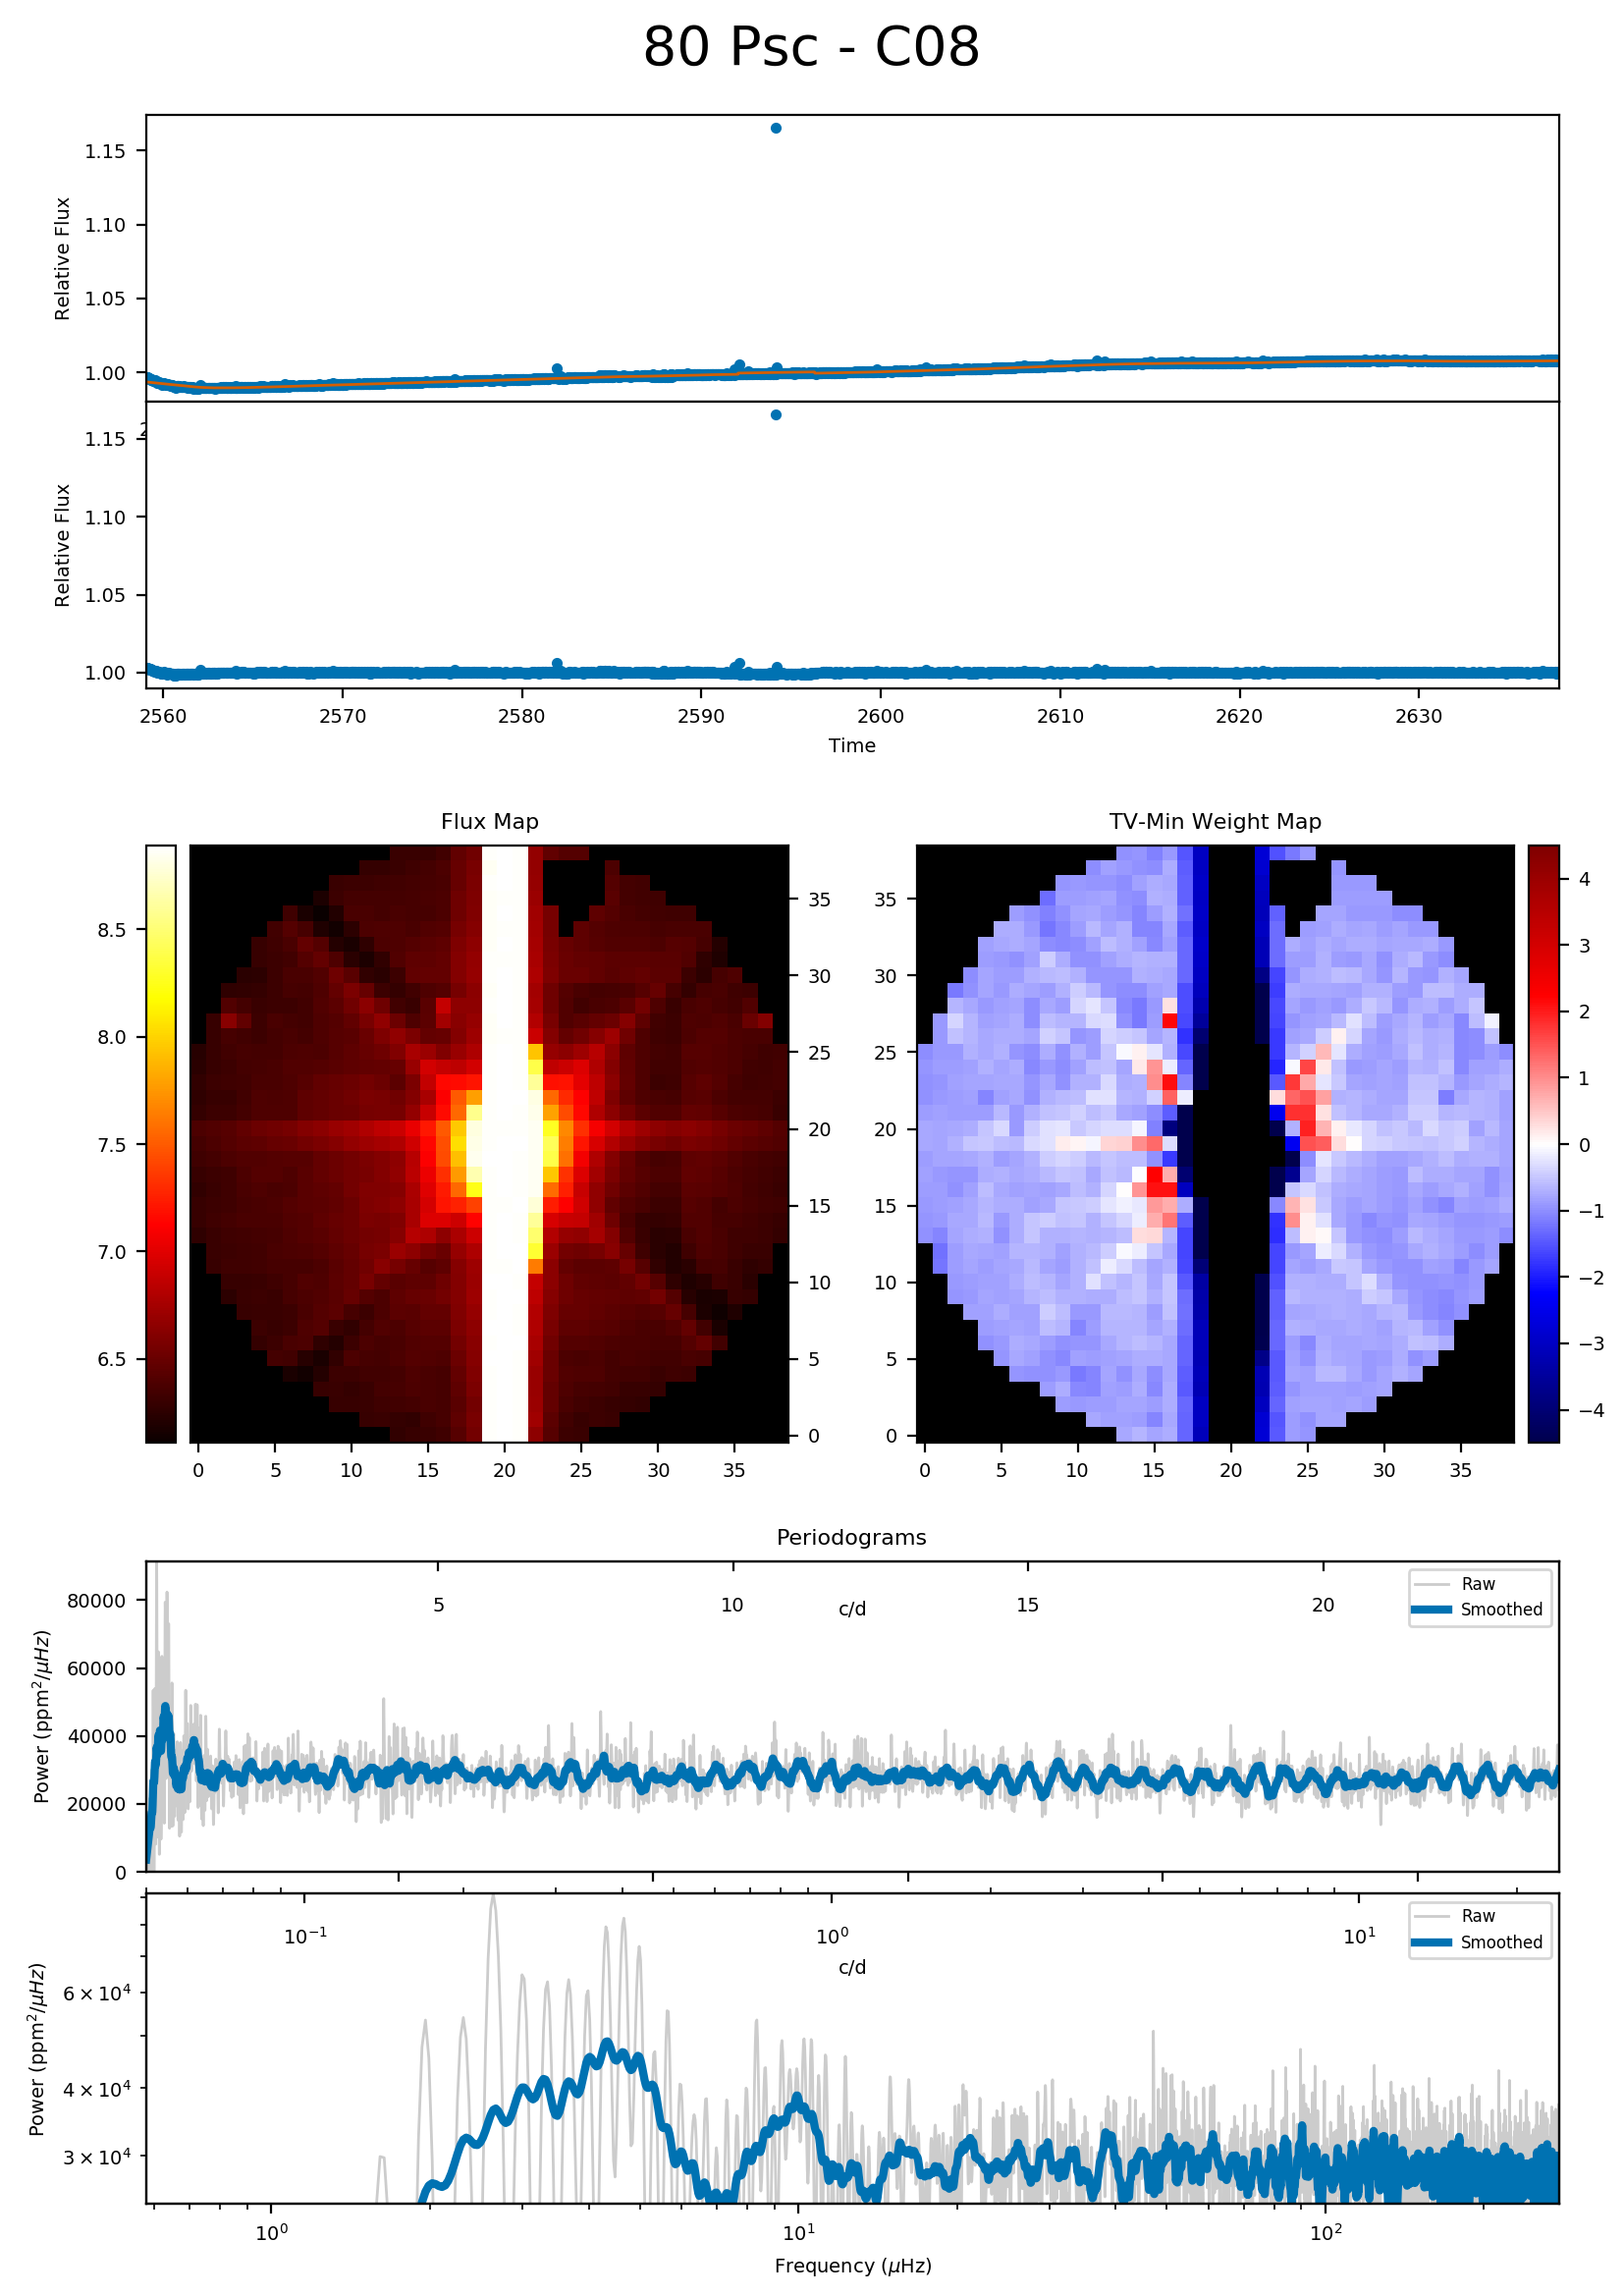 80 Psc - C08
1.15
1.10
1.05
1.00
Relative Flux
1.15
1.10
1.05
1.00
Relative Flux
2560 2570 2580 2590 2600 2610 2620 2630
Time
Flux Map TV-Min Weight Map
8.5
8.0
7.5
7.0
6.5
35
30
25
20
15
10
5
0
0 5 10 15 20 25 30 35
35
30
25
20
15
10
5
0
0 5 10 15 20 25 30 35
4
3
2
1
0
−1
−2
−3
−4
Periodograms
80000
60000
40000
20000
0
Power (ppm²/μHz)
5 10 15 20
c/d
Raw
Smoothed
6 × 10⁴
4 × 10⁴
3 × 10⁴
Power (ppm²/μHz)
10⁻¹ 10⁰ 10¹
c/d
Raw
Smoothed
10⁰ 10¹ 10²
Frequency (μHz)